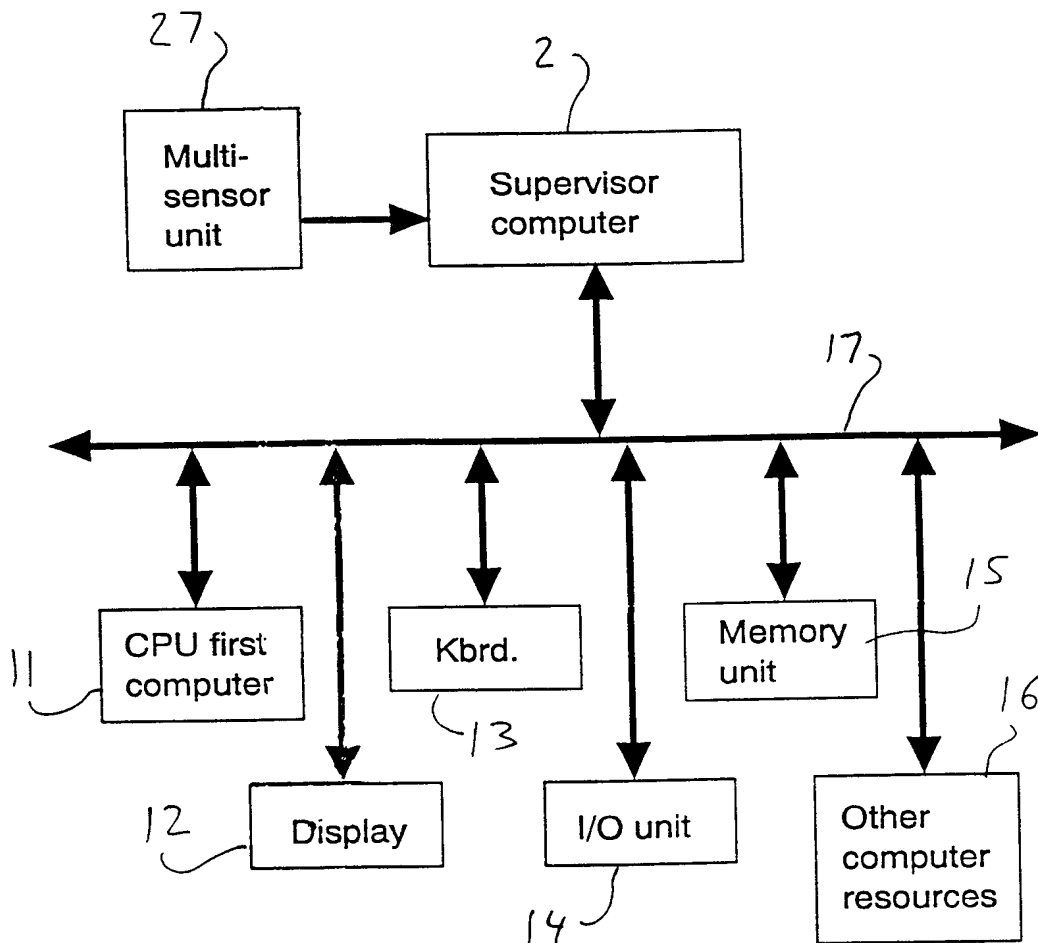 27
2
Multi-
sensor
unit
Supervisor
computer
17
CPU first
computer
11
Kbrd.
13
Memory
unit
15
16
Display
12
I/O unit
14
Other
computer
resources